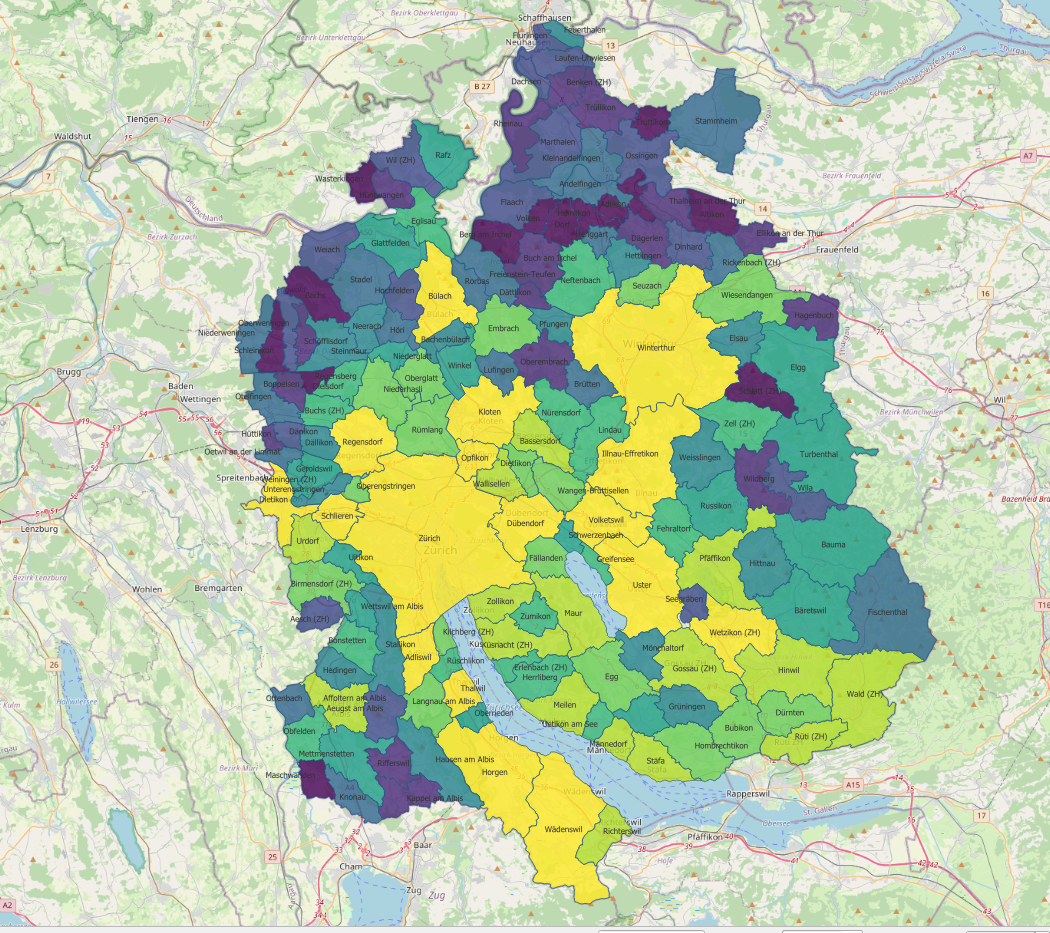 Schaffhausen
Bezirk Oberklettgau
Feuerthalen
Flurlingen
Bezirk Unterklettgau
Neuhausen
13
Laufen-Uhwiesen
Dachsen
Benken (ZH)
B 27
Trüllikon
Tiengen
Rheinau
Stammheim
Thurgau
Waldshut
Marthalen
A7
Wil (ZH)
Rafz
Kleinandelfingen
Ossingen
7
Bezirk Frauenfeld
Andelfingen
Hüntwangen
Deutschland
Flaach
Thalheim an der Thur
14
Volken
Eglisau
Ellikon an der Thur
Bezirk Zurzach
Glattfelden
Dägerlen
Dinhard
Frauenfeld
Weiach
Buch am Irchel
Hettlingen
Rickenbach (ZH)
Freienstein-Teufen
Stadel
Rorbas
Neftenbach
Seuzach
Hochfelden
Dättlikon
Bülach
Wiesendangen
16
Hagenbuch
Oberweningen
Neerach
Embrach
Pfungen
Niederweningen
Höri
Schöfflisdorf
Bachenbülach
Elsau
Schleinikon
Steinmaur
Winterthur
Niederglatt
Winkel
Oberembrach
Elgg
Brugg
Lufingen
Oberglatt
Brütten
Baden
Boppelsen
Dielsdorf
Niederhasli
Wettingen
Otelfingen
Wil
Buchs (ZH)
Kloten
Nürensdorf
Bezirk Münchwilen
Rümlang
Zell (ZH)
Hüttikon
Dänikon
Lindau
Dällikon
Regensdorf
Bassersdorf
Oetwil an der Limmat
Illnau-Effretikon
Turbenthal
Opfikon
Weisslingen
Dietlikon
Geroldswil
Spreitenbach
Weiningen (ZH)
Wildberg
Wallisellen
Oberengstringen
Wangen-Brüttisellen
Wila
Unterengstringen
Dietikon
Russikon
Schlieren
Volketswil
Dübendorf
Lenzburg
Fehraltorf
Schwerzenbach
Zürich
Urdorf
Bauma
Fällanden
Greifensee
Pfäffikon
Hittnau
Uitikon
Birmensdorf (ZH)
Uster
Wohlen
Bremgarten
Seegräben
Zollikon
Wettswil am Albis
Bäretswil
Fischenthal
Aesch (ZH)
Zumikon
Maur
Kilchberg (ZH)
Wetzikon (ZH)
Bonstetten
Stallikon
Küsnacht (ZH)
Mönchaltorf
Adliswil
Rüschlikon
26
Hedingen
Erlenbach (ZH)
Gossau (ZH)
Hinwil
Herrliberg
Egg
Thalwil
Ottenbach
Affoltern am Albis
Langnau am Albis
Wald (ZH)
Aeugst am Albis
Meilen
Grüningen
Oberrieden
Dürnten
Uetikon am See
Bubikon
Obfelden
Rüti (ZH)
Männedorf
Hombrechtikon
Mettmenstetten
Hausen am Albis
Stäfa
Rifferswil
Horgen
Maschwanden
A15
Rapperswil
Knonau
Kappel am Albis
Obersee
St. Gallen
17
Wädenswil
Richterswil
Pfäffikon
Baar
25
Cham
Zug
Zug
A2